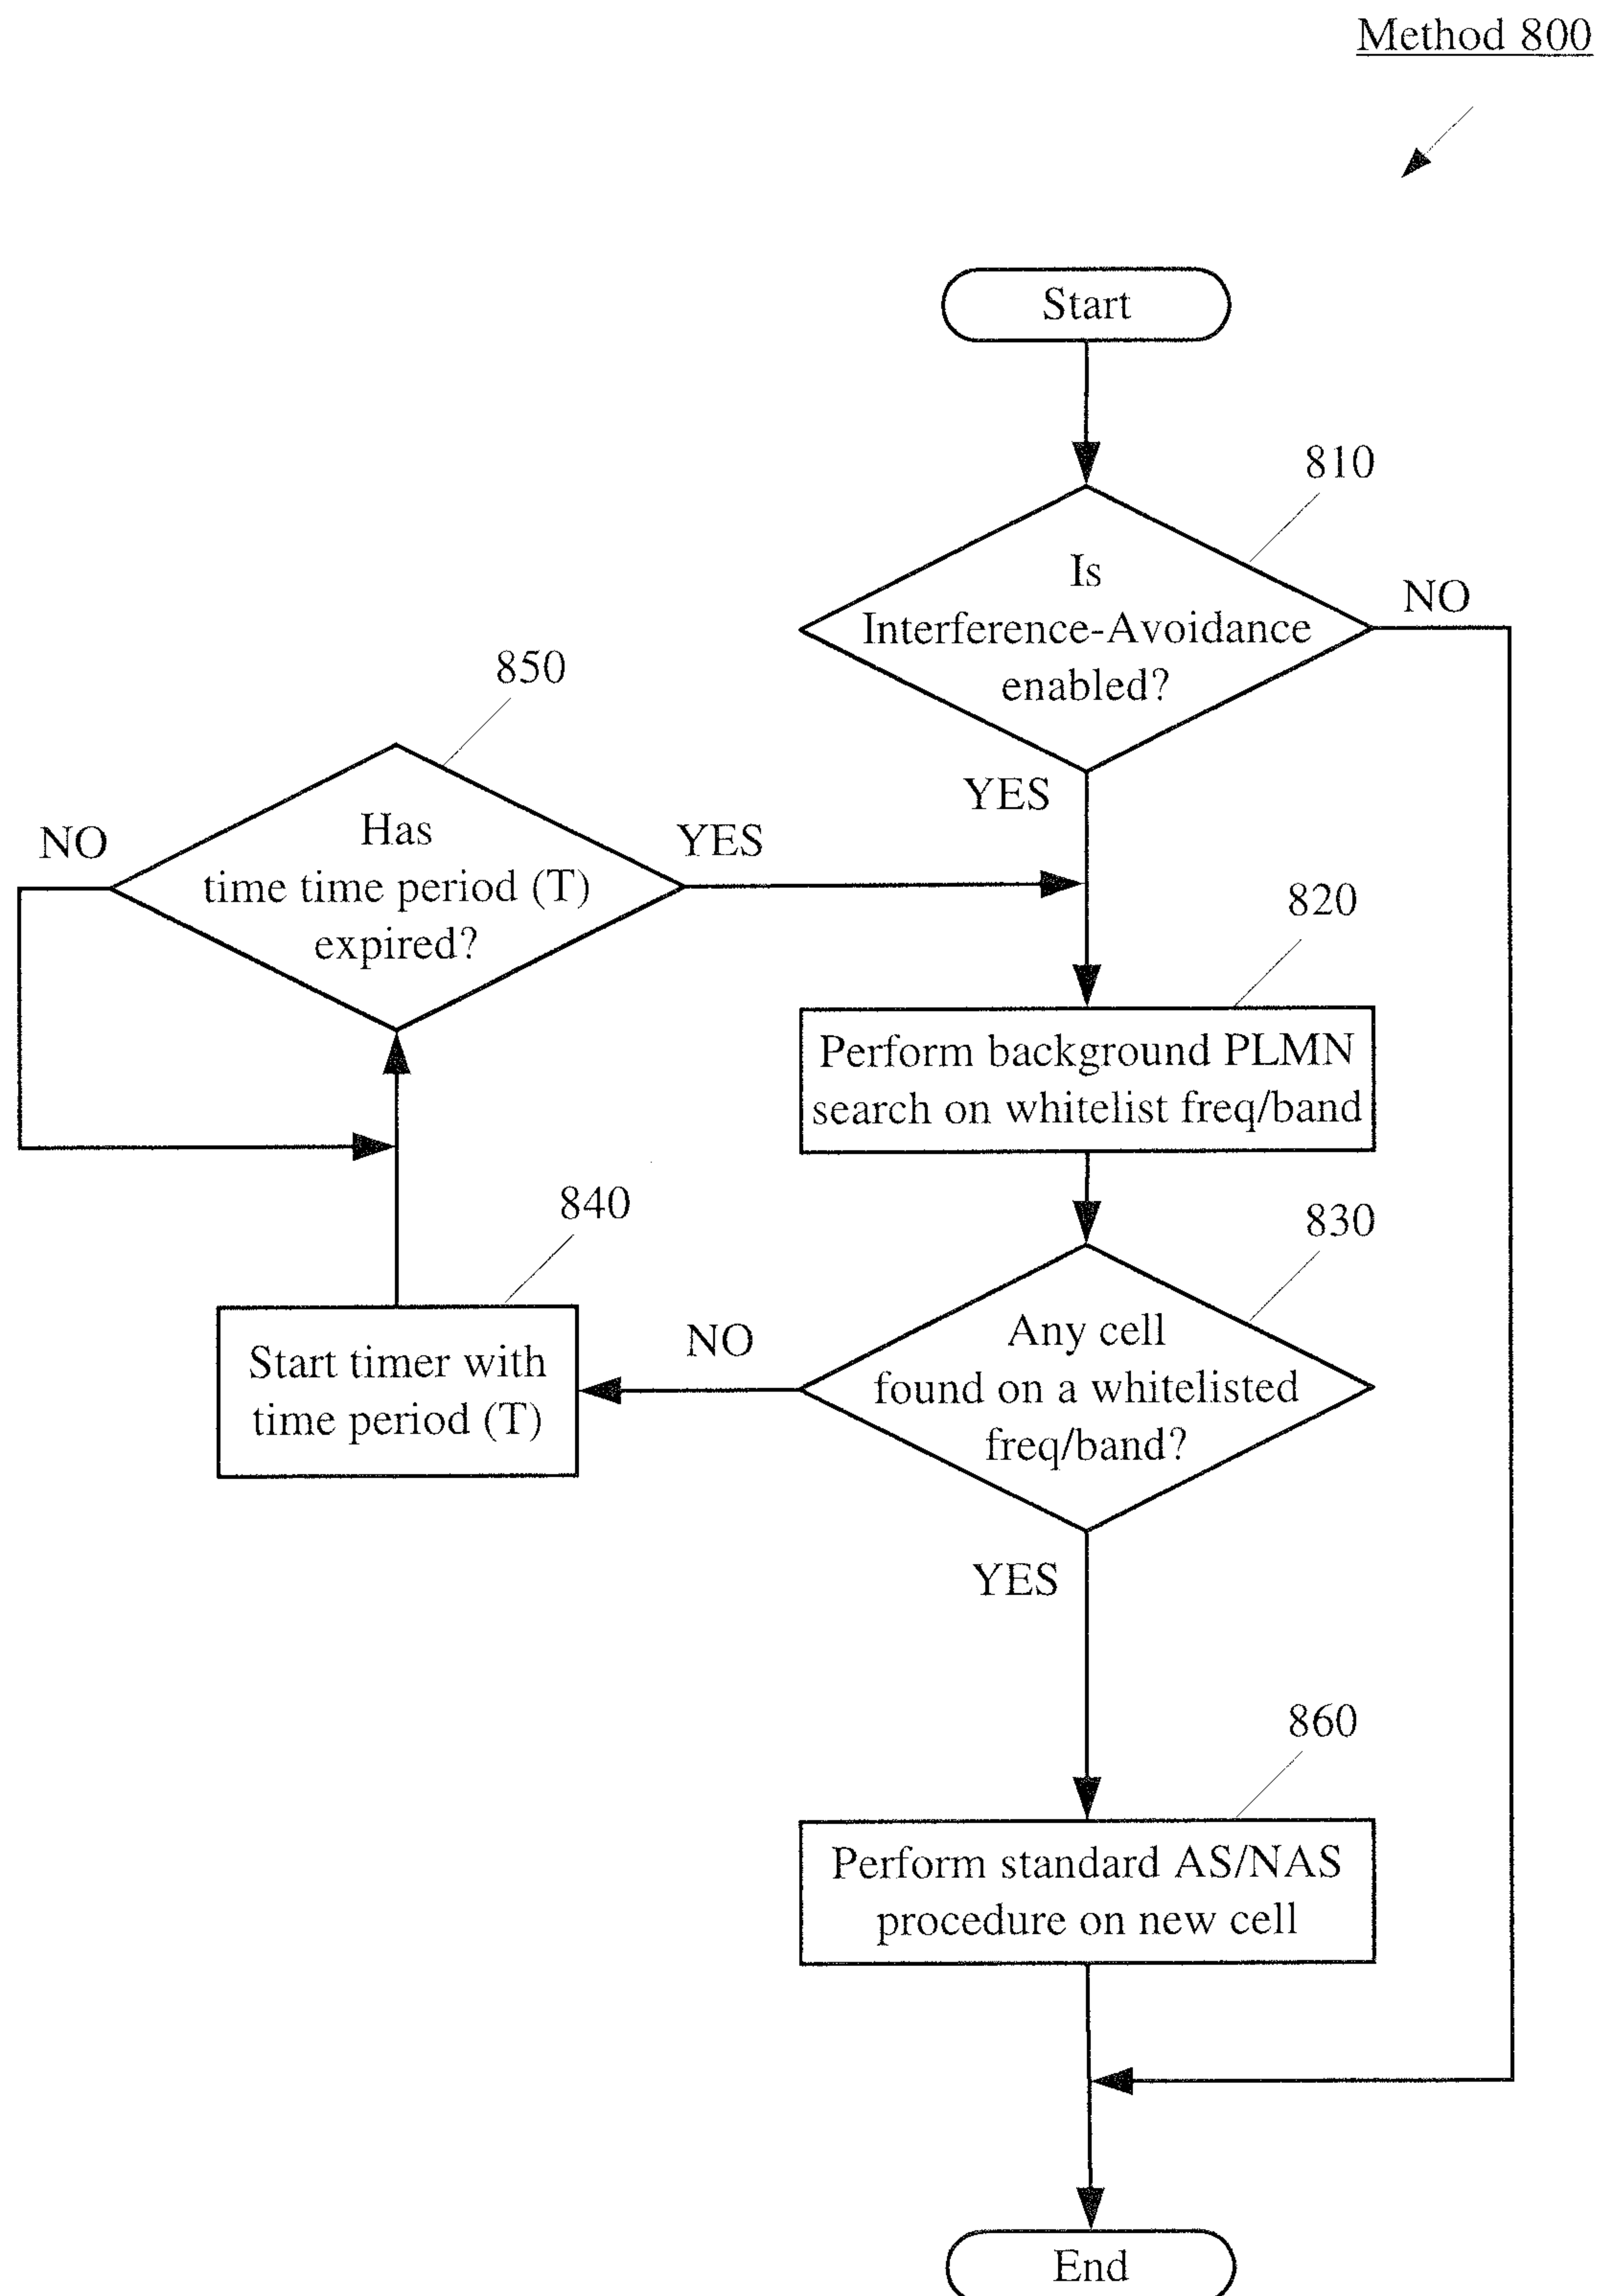 Method 800
Start
810
Is
Interference-Avoidance
enabled?
NO
YES
850
Has
time time period (T)
expired?
NO
YES
820
Perform background PLMN
search on whitelist freq/band
830
Any cell
found on a whitelisted
freq/band?
NO
840
Start timer with
time period (T)
YES
860
Perform standard AS/NAS
procedure on new cell
End